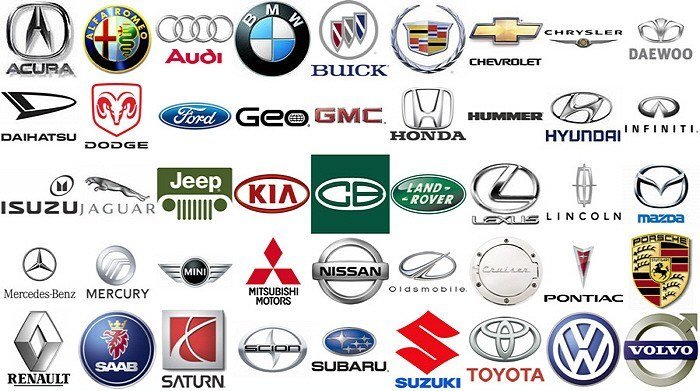 ACURA
ALFA ROMEO
Audi
BMW
BUICK
CHEVROLET
CHRYSLER
DAEWOO
DAIHATSU
DODGE
Ford
GEO
GMC
HONDA
HUMMER
HYUNDAI
INFINITI
ISUZU
JAGUAR
Jeep
KIA
LAND
ROVER
LEXUS
LINCOLN
mazda
Mercedes-Benz
MERCURY
MINI
MITSUBISHI
MOTORS
NISSAN
Oldsmobile
Cruiser
PONTIAC
PORSCHE
RENAULT
SAAB
SATURN
SCION
SUBARU
SUZUKI
TOYOTA
VW
VOLVO